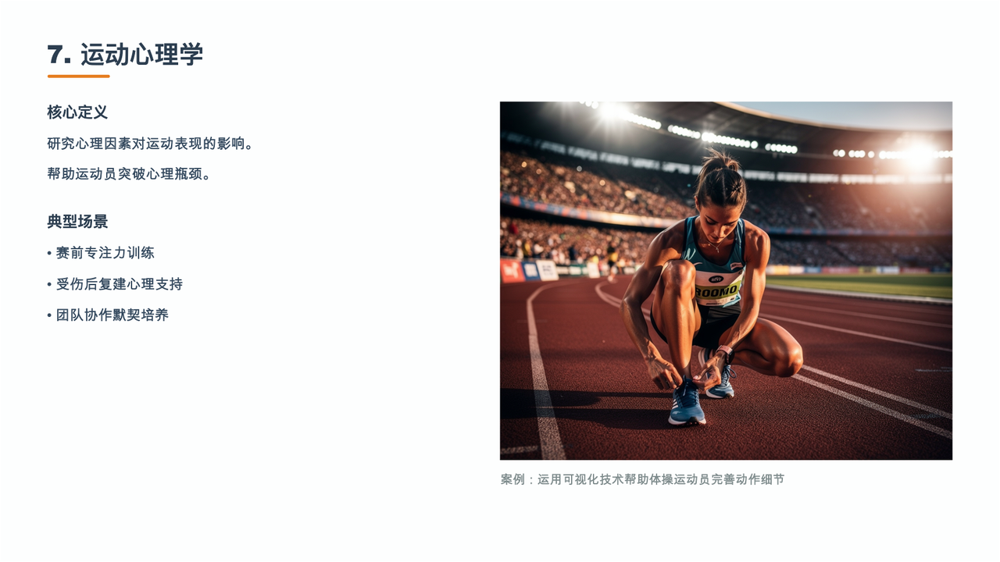 7. 运动心理学
核心定义
研究心理因素对运动表现的影响。
帮助运动员突破心理瓶颈。
典型场景
• 赛前专注力训练
• 受伤后复建心理支持
• 团队协作默契培养
ROOMO
案例：运用可视化技术帮助体操运动员完善动作细节